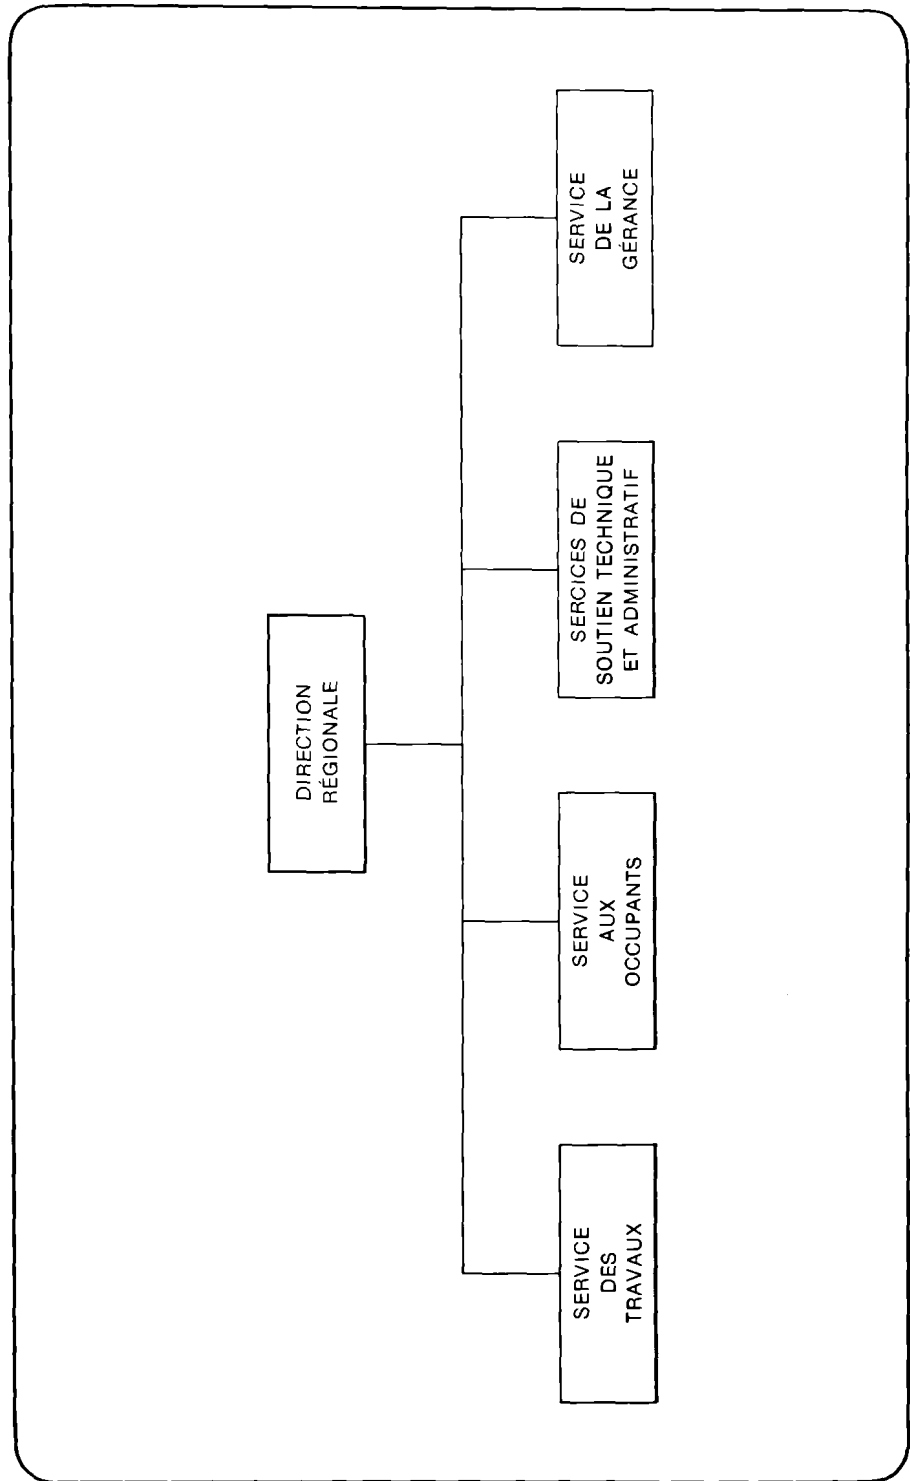 DIRECTION
RÉGIONALE
SERVICE
DES
TRAVAUX
SERVICE
AUX
OCCUPANTS
SERCICES DE
SOUTIEN TECHNIQUE
ET ADMINISTRATIF
SERVICE
DE LA
GÉRANCE